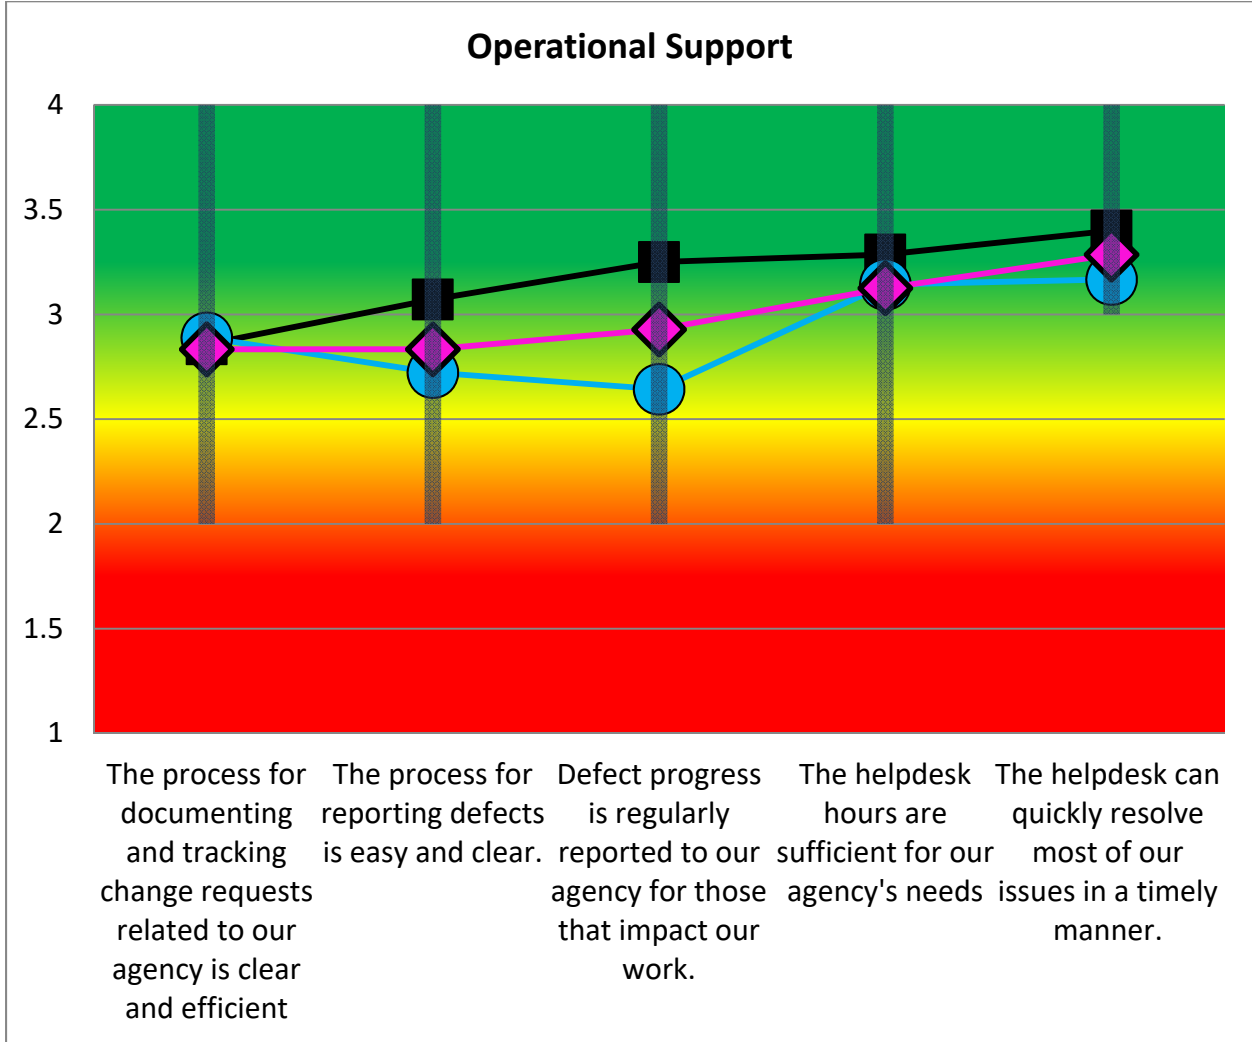 Operational Support
4
3.5
3
2.5
2
1.5
1
The process for
documenting
and tracking
change requests
related to our
agency is clear
and efficient
The process for
reporting defects
is easy and clear.
Defect progress
is regularly
reported to our
agency for those
that impact our
work.
The helpdesk
hours are
sufficient for our
agency's needs
The helpdesk can
quickly resolve
most of our
issues in a timely
manner.